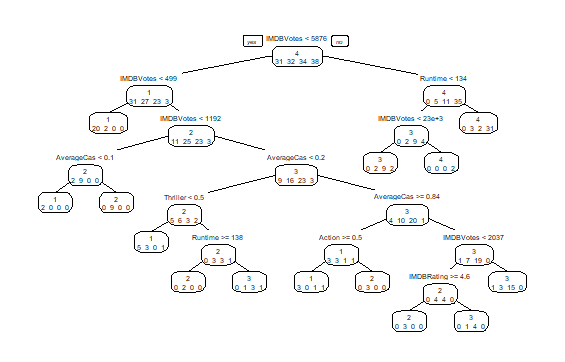 IMDBVotes < 5876
yes
no
4
31 32 34 38
IMDBVotes < 499
Runtime < 134
1
31 27 23 3
4
0 5 11 35
IMDBVotes < 1192
IMDBVotes < 23e+3
1
20 2 0 0
2
11 25 23 3
3
0 2 9 4
4
0 3 2 31
AverageCas < 0.1
AverageCas < 0.2
2
2 9 0 0
3
9 16 23 3
3
0 2 9 2
4
0 0 0 2
Thriller < 0.5
AverageCas >= 0.84
1
2 0 0 0
2
0 9 0 0
2
5 6 3 2
3
4 10 20 1
Runtime >= 138
Action >= 0.5
IMDBVotes < 2037
1
5 3 0 1
2
0 3 3 1
1
3 3 1 1
3
1 7 19 0
IMDBRating >= 4.6
2
0 2 0 0
3
0 1 3 1
1
3 0 1 1
2
0 3 0 0
2
0 4 4 0
3
1 3 15 0
2
0 3 0 0
3
0 1 4 0